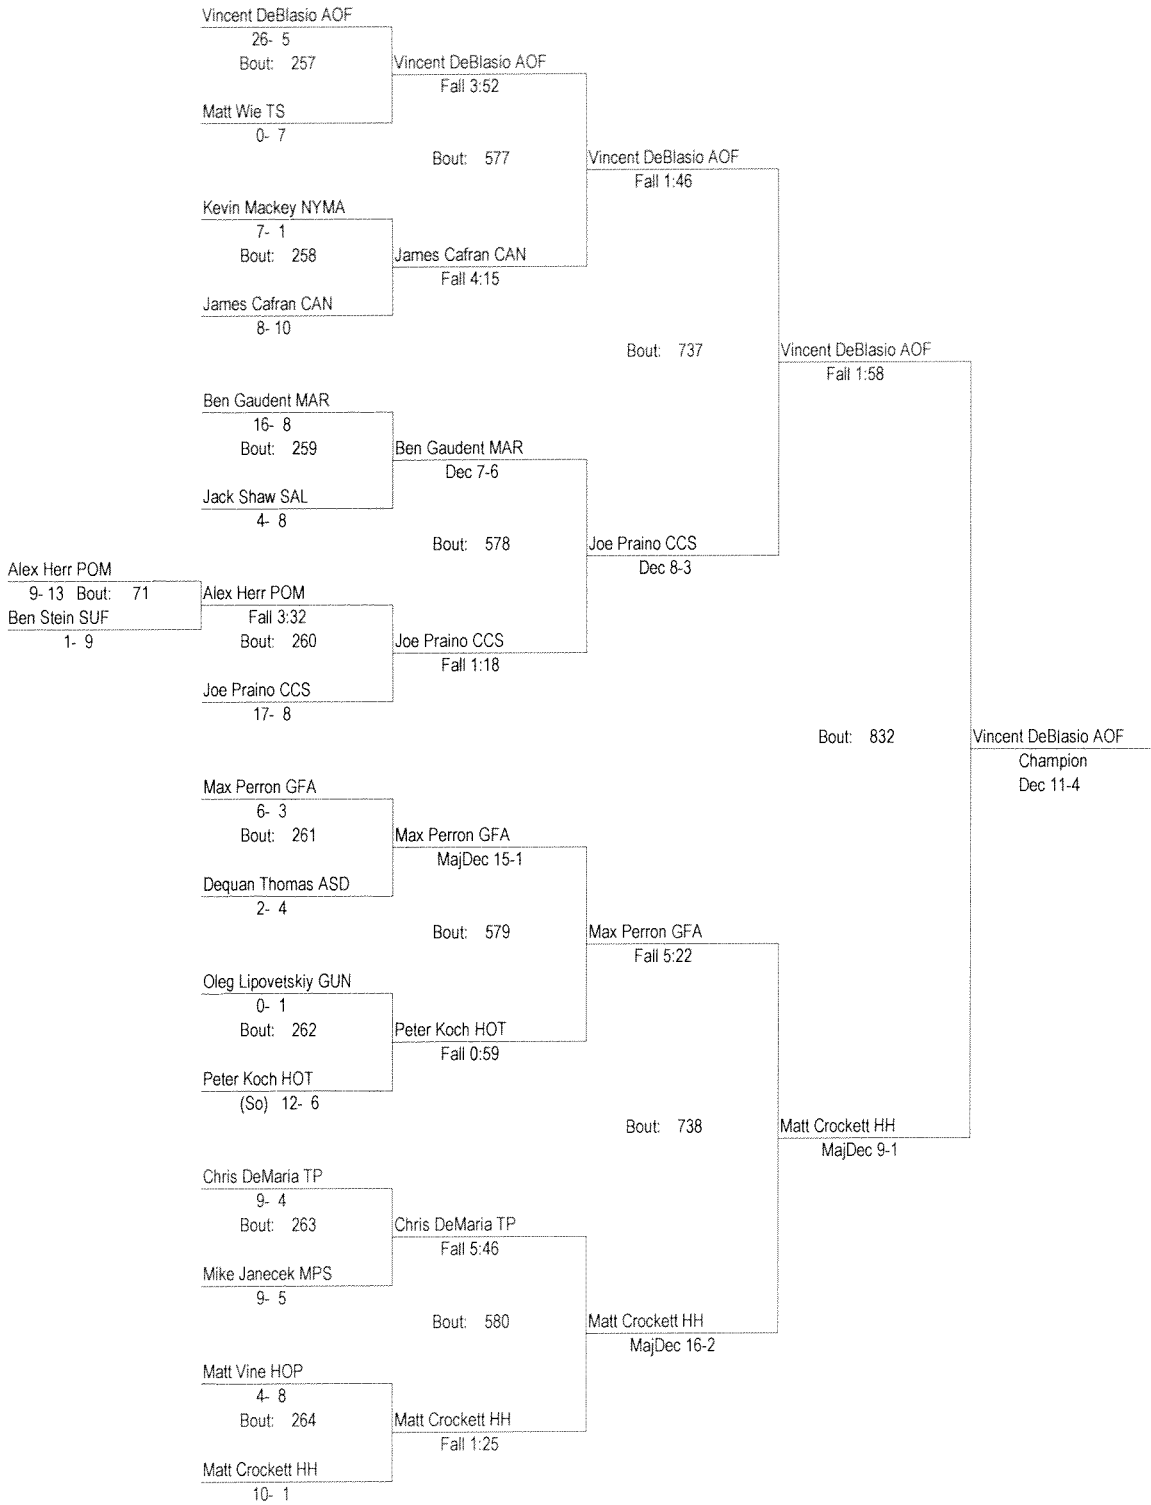 Vincent DeBlasio AOF
26- 5
Bout: 257
Vincent DeBlasio AOF
Fall 3:52
Matt Wie TS
0- 7
Bout: 577
Vincent DeBlasio AOF
Fall 1:46
Kevin Mackey NYMA
7- 1
Bout: 258
James Cafran CAN
Fall 4:15
James Cafran CAN
8- 10
Bout: 737
Vincent DeBlasio AOF
Fall 1:58
Ben Gaudent MAR
16- 8
Bout: 259
Ben Gaudent MAR
Dec 7-6
Jack Shaw SAL
4- 8
Bout: 578
Joe Praino CCS
Dec 8-3
Alex Herr POM
9- 13 Bout: 71
Ben Stein SUF
1- 9
Alex Herr POM
Fall 3:32
Bout: 260
Joe Praino CCS
Fall 1:18
Joe Praino CCS
17- 8
Bout: 832
Vincent DeBlasio AOF
Champion
Dec 11-4
Max Perron GFA
6- 3
Bout: 261
Max Perron GFA
MajDec 15-1
Dequan Thomas ASD
2- 4
Bout: 579
Max Perron GFA
Fall 5:22
Oleg Lipovetskiy GUN
0- 1
Bout: 262
Peter Koch HOT
Fall 0:59
Peter Koch HOT
(So) 12- 6
Bout: 738
Matt Crockett HH
MajDec 9-1
Chris DeMaria TP
9- 4
Bout: 263
Chris DeMaria TP
Fall 5:46
Mike Janecek MPS
9- 5
Bout: 580
Matt Crockett HH
MajDec 16-2
Matt Vine HOP
4- 8
Bout: 264
Matt Crockett HH
Fall 1:25
Matt Crockett HH
10- 1